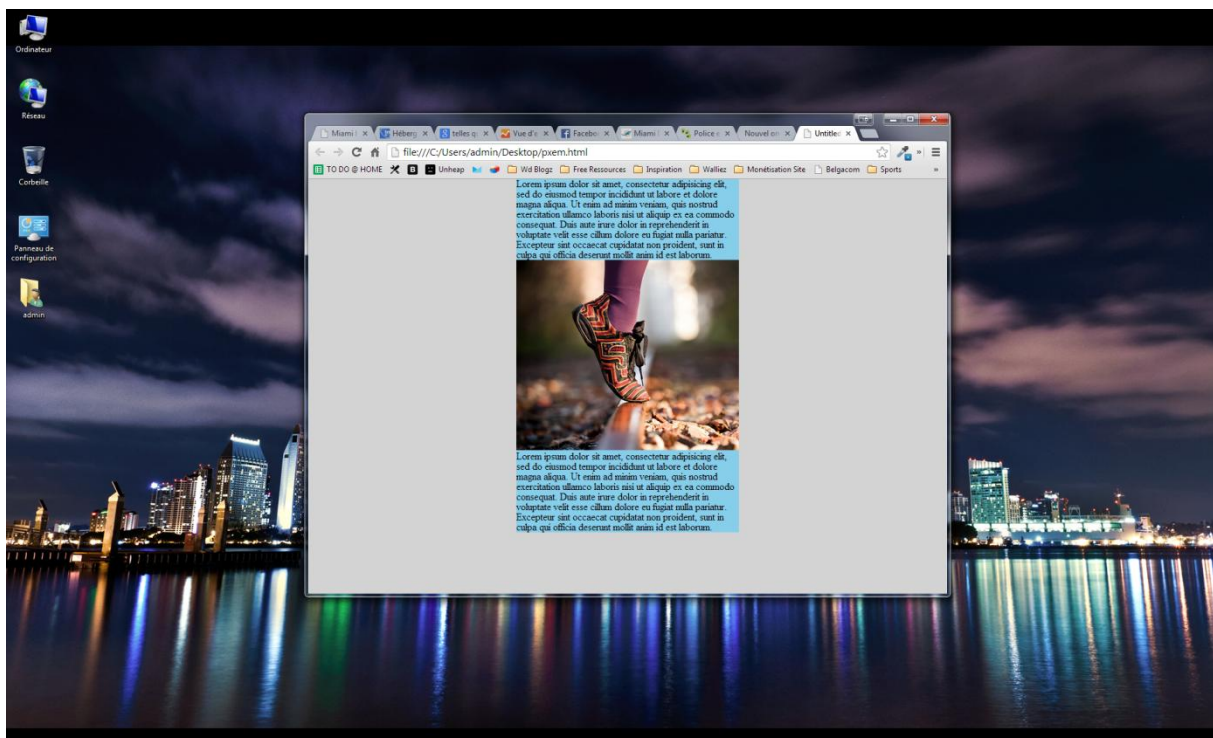 Ordinateur
Réseau
Corbeille
Panneau de
configuration
admin
Miami Héberg telles qu Vue d'e Facebo Miami Police Nouvel on Untitled
file:///C:/Users/admin/Desktop/pxem.html
TO DO @ HOME Unheap Wd Blogz Free Ressources Inspiration Walliez Monétisation Site Belgacom Sports »
Lorem ipsum dolor sit amet, consectetur adipisicing elit,
sed do eiusmod tempor incididunt ut labore et dolore
magna aliqua. Ut enim ad minim veniam, quis nostrud
exercitation ullamco laboris nisi ut aliquip ex ea commodo
consequat. Duis aute irure dolor in reprehenderit in
voluptate velit esse cillum dolore eu fugiat nulla pariatur.
Excepteur sint occaecat cupidatat non proident, sunt in
culpa qui officia deserunt mollit anim id est laborum.
Lorem ipsum dolor sit amet, consectetur adipisicing elit,
sed do eiusmod tempor incididunt ut labore et dolore
magna aliqua. Ut enim ad minim veniam, quis nostrud
exercitation ullamco laboris nisi ut aliquip ex ea commodo
consequat. Duis aute irure dolor in reprehenderit in
voluptate velit esse cillum dolore eu fugiat nulla pariatur.
Excepteur sint occaecat cupidatat non proident, sunt in
culpa qui officia deserunt mollit anim id est laborum.